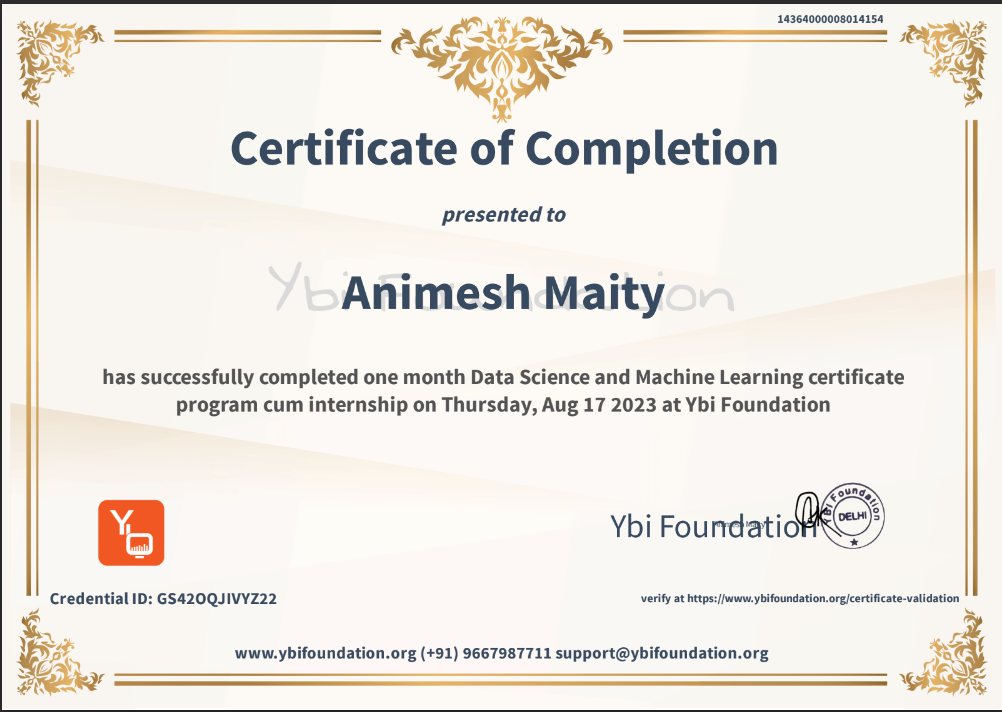 14364000008014154
Certificate of Completion
presented to
Ybi Foundation
Animesh Maity
has successfully completed one month Data Science and Machine Learning certificate
program cum internship on Thursday, Aug 17 2023 at Ybi Foundation
Y
Ybi Foundation
Animesh Maity
Ybi Foundation
DELHI
Credential ID: GS42OQJIVYZ22
verify at https://www.ybifoundation.org/certificate-validation
www.ybifoundation.org (+91) 9667987711 support@ybifoundation.org